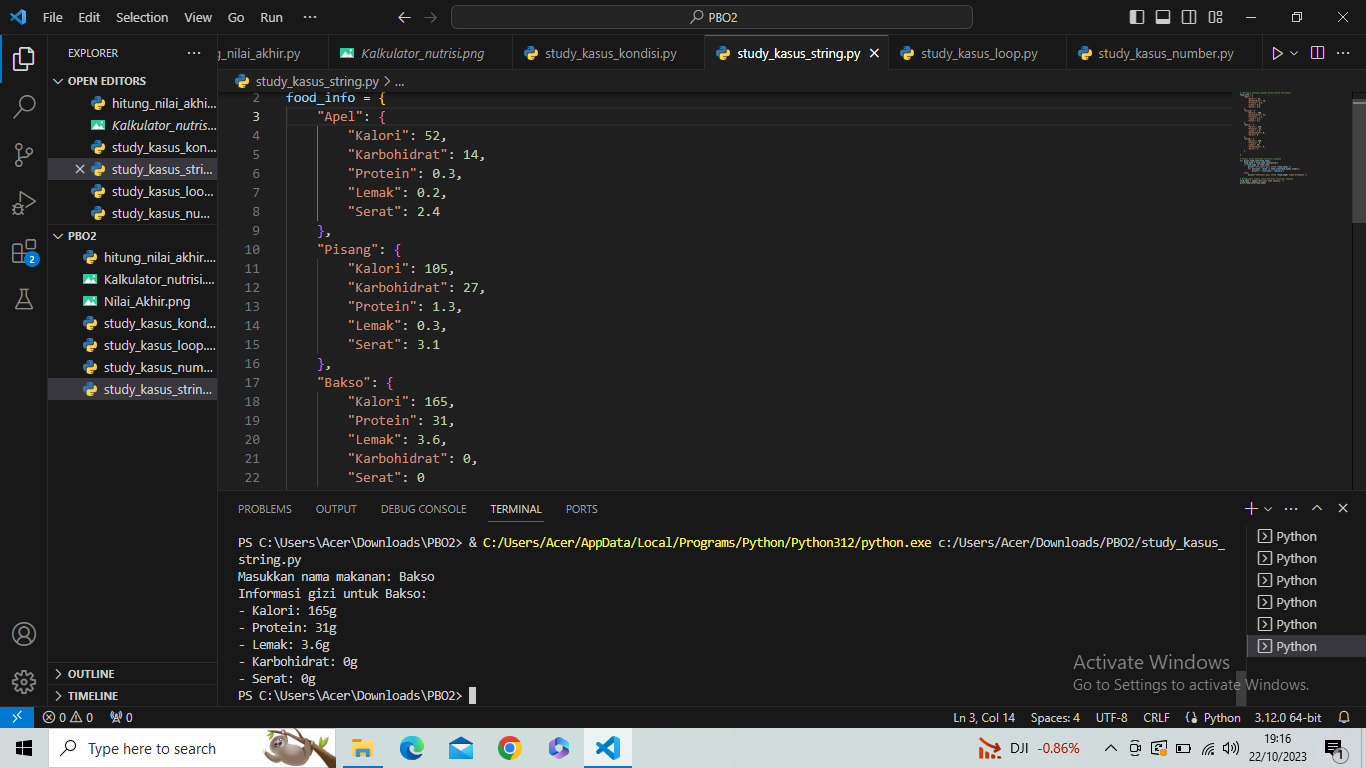 File Edit Selection View Go Run ··· PBO2
EXPLORER ···
OPEN EDITORS
hitung_nilai_akhi...
Kalkulator_nutris...
study_kasus_kon...
study_kasus_stri...
study_kasus_loo...
study_kasus_nu...
PBO2
hitung_nilai_akhir....
Kalkulator_nutrisi....
Nilai_Akhir.png
study_kasus_kond...
study_kasus_loop....
study_kasus_num...
study_kasus_strin...
OUTLINE
TIMELINE
2
g_nilai_akhir.py Kalkulator_nutrisi.png study_kasus_kondisi.py study_kasus_string.py study_kasus_loop.py study_kasus_number.py
study_kasus_string.py > ...
2 food_info = {
3 "Apel": {
4 "Kalori": 52,
5 "Karbohidrat": 14,
6 "Protein": 0.3,
7 "Lemak": 0.2,
8 "Serat": 2.4
9 },
10 "Pisang": {
11 "Kalori": 105,
12 "Karbohidrat": 27,
13 "Protein": 1.3,
14 "Lemak": 0.3,
15 "Serat": 3.1
16 },
17 "Bakso": {
18 "Kalori": 165,
19 "Protein": 31,
20 "Lemak": 3.6,
21 "Karbohidrat": 0,
22 "Serat": 0
PROBLEMS OUTPUT DEBUG CONSOLE TERMINAL PORTS
PS C:\Users\Acer\Downloads\PBO2> & C:/Users/Acer/AppData/Local/Programs/Python/Python312/python.exe c:/Users/Acer/Downloads/PBO2/study_kasus_
string.py
Masukkan nama makanan: Bakso
Informasi gizi untuk Bakso:
- Kalori: 165g
- Protein: 31g
- Lemak: 3.6g
- Karbohidrat: 0g
- Serat: 0g
PS C:\Users\Acer\Downloads\PBO2>
Python
Python
Python
Python
Python
Python
Activate Windows
Go to Settings to activate Windows.
0 0 0 Ln 3, Col 14 Spaces: 4 UTF-8 CRLF Python 3.12.0 64-bit
Type here to search DJI -0.86% 19:16
22/10/2023 1